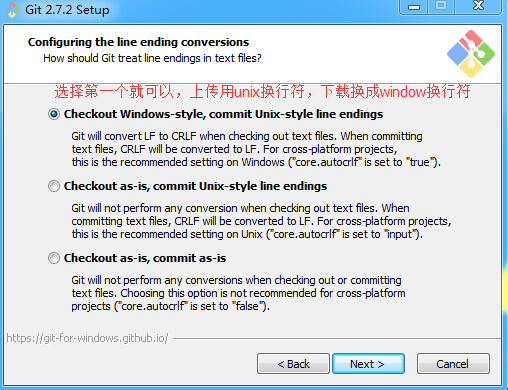 Git 2.7.2 Setup
Configuring the line ending conversions
How should Git treat line endings in text files?
选择第一个就可以，上传用unix换行符，下载换成window换行符
Checkout Windows-style, commit Unix-style line endings
Git will convert LF to CRLF when checking out text files. When committing
text files, CRLF will be converted to LF. For cross-platform projects,
this is the recommended setting on Windows ("core.autocrlf" is set to "true").
Checkout as-is, commit Unix-style line endings
Git will not perform any conversion when checking out text files. When
committing text files, CRLF will be converted to LF. For cross-platform projects,
this is the recommended setting on Unix ("core.autocrlf" is set to "input").
Checkout as-is, commit as-is
Git will not perform any conversions when checking out or committing
text files. Choosing this option is not recommended for cross-platform
projects ("core.autocrlf" is set to "false").
https://git-for-windows.github.io/
< Back
Next >
Cancel